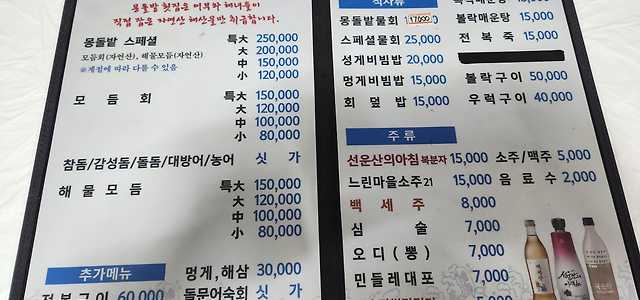 몽돌밭 횟집은 어부와 해녀들이
직접 잡은 자연산 해산물만 취급합니다.
몽돌밭 스페셜 특大 250,000
모듬회(자연산), 해물모듬(자연산) 大 200,000
※계절에 따라 다를 수 있음 中 150,000
小 120,000
모 듬 회 특大 150,000
大 120,000
中 100,000
小 80,000
참돔/감성돔/돌돔/대방어/농어 싯 가
해 물 모 듬 특大 150,000
大 120,000
中 100,000
小 80,000
추가메뉴
멍게,해삼 30,000
전복구이 60,000
돌문어숙회 싯 가
식사류
몽돌밭물회 17,000
스페셜물회 25,000
성게비빔밥 20,000
멍게비빔밥 15,000
회 덮 밥 15,000
15,000
볼락매운탕 15,000
전 복 죽 15,000
볼락구이 50,000
우럭구이 40,000
주 류
선운산의아침 복분자 15,000
느린마을소주21 15,000
백 세 주 8,000
심 술 7,000
오 디 ( 뽕 ) 7,000
민들레대포 7,000
소주/맥주 5,000
음 료 수 2,000